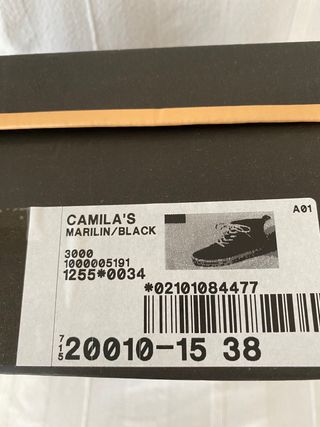 CAMILA'S
MARILIN/BLACK
A01
3000
1000005191
1255*0034
*02101084477
715
20010-15 38